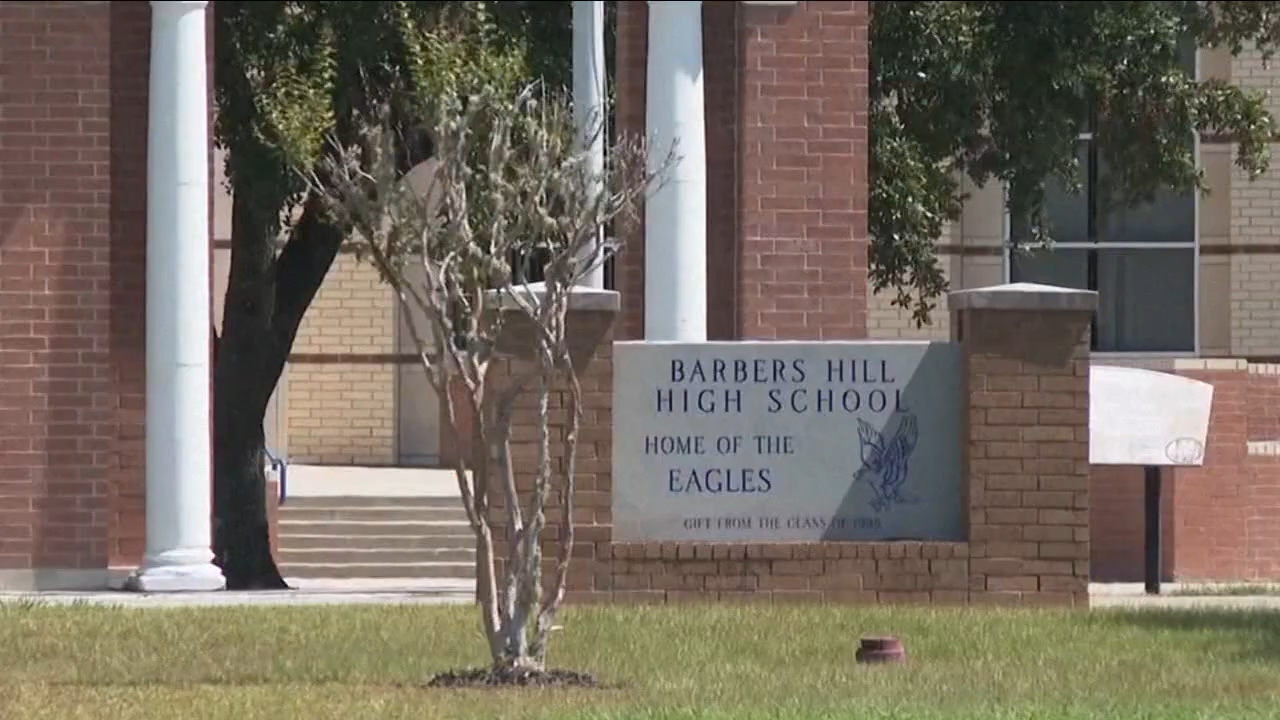 BARBERS HILL
HIGH SCHOOL
HOME OF THE
EAGLES
GIFT FROM THE CLASS OF